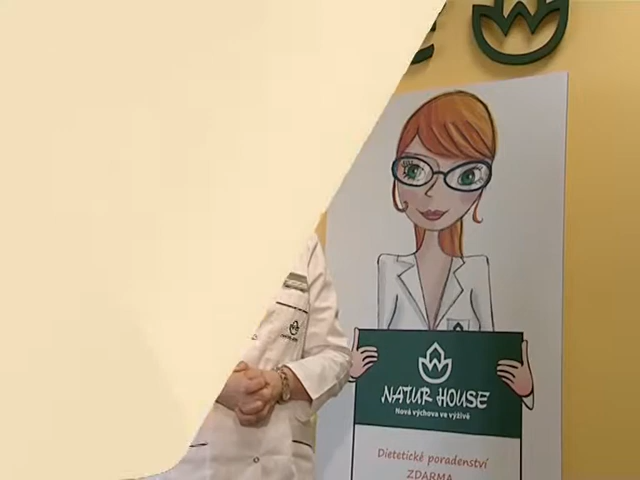 NATUR HOUSE
Nová výchova ve výživě
Dietetické poradenství
ZDARMA